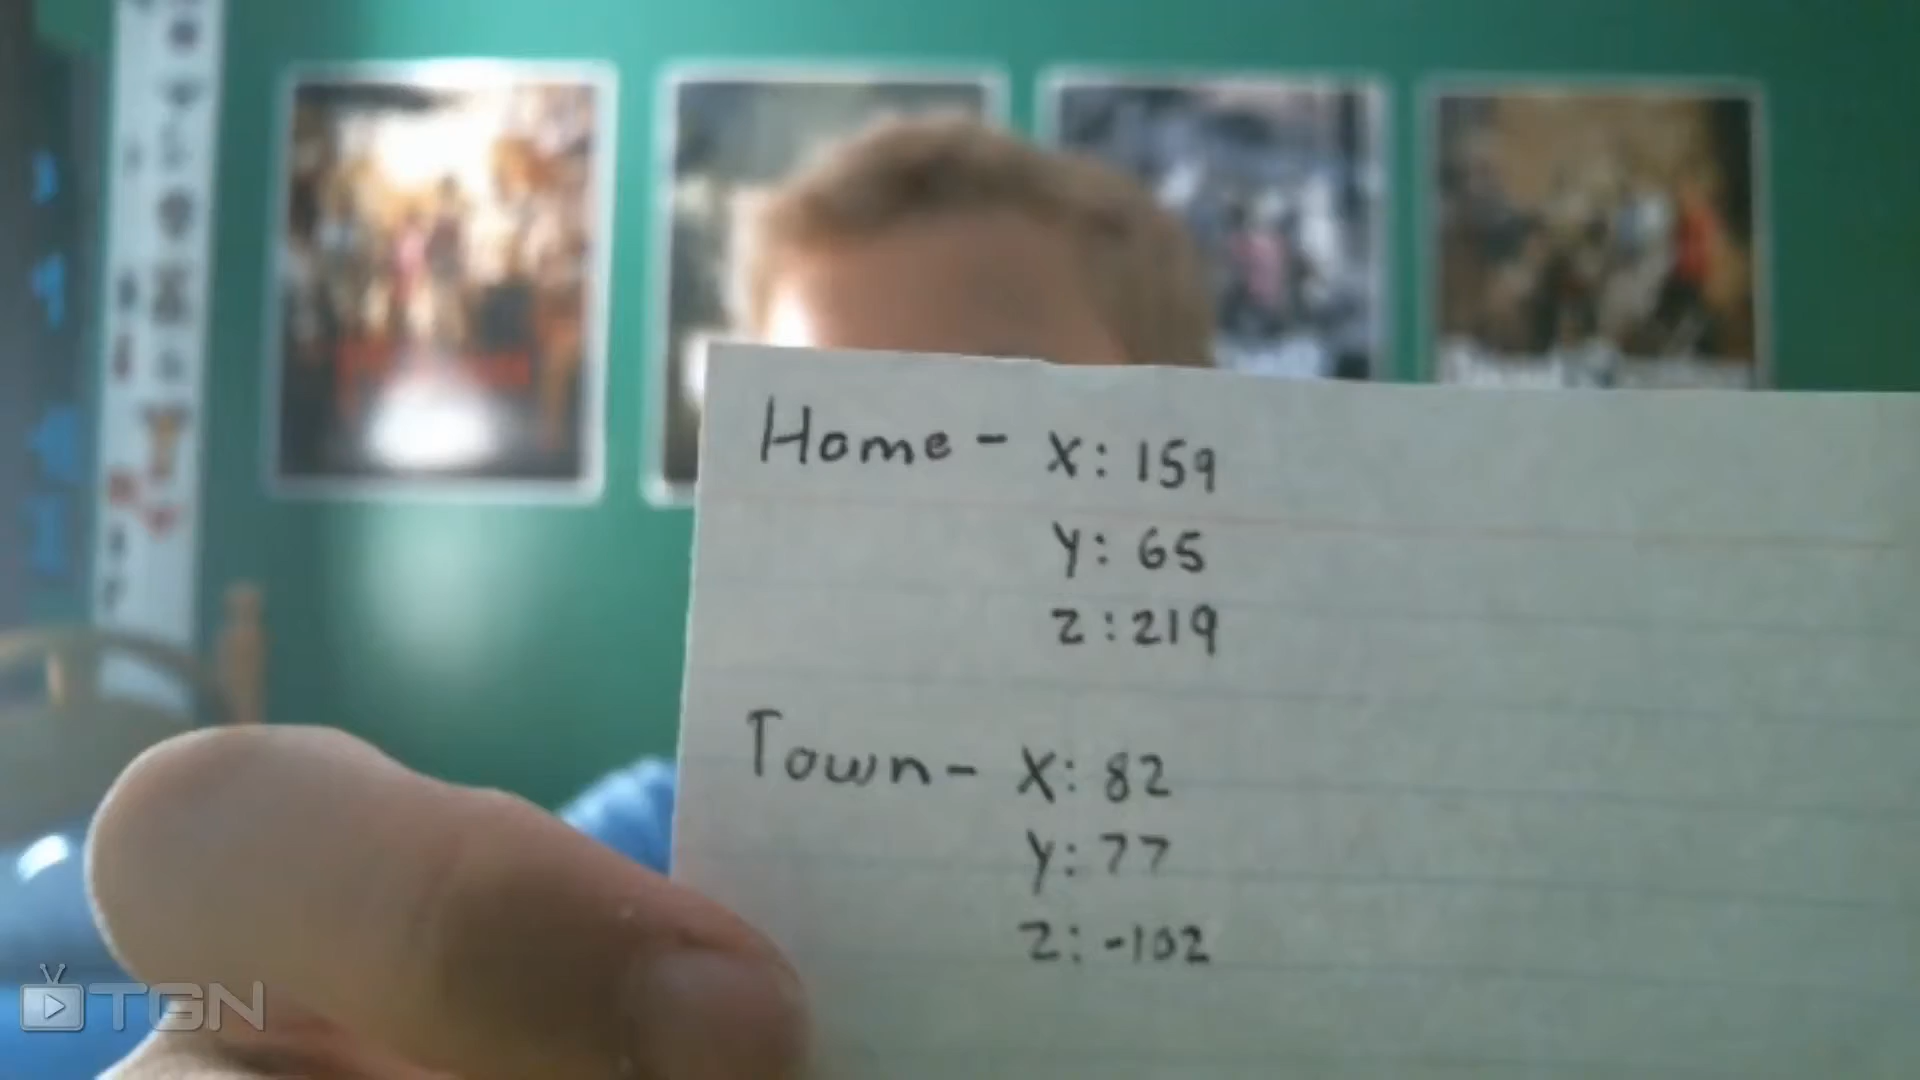 Home - X: 159
Y: 65
Z: 219
Town - X: 82
Y: 77
Z: -102
TGN